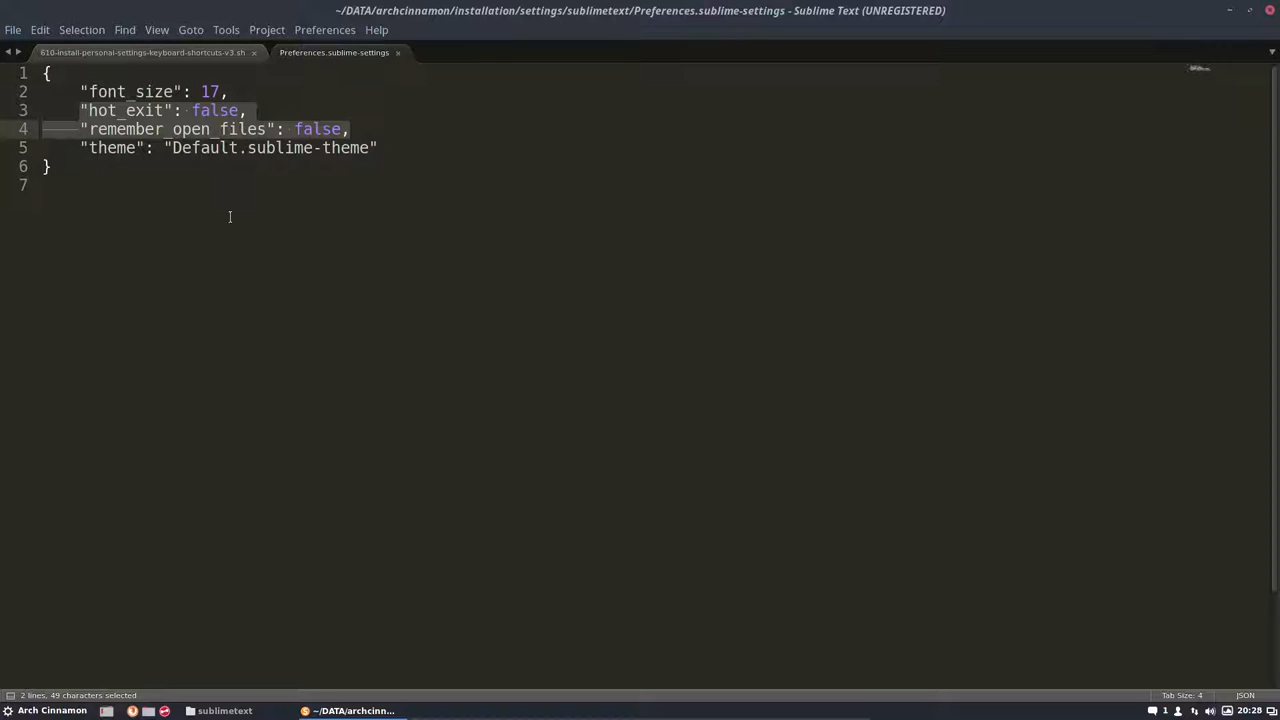 ~/DATA/archcinnamon/installation/settings/sublimetext/Preferences.sublime-settings - Sublime Text (UNREGISTERED)
File Edit Selection Find View Goto Tools Project Preferences Help
610-install-personal-settings-keyboard-shortcuts-v3.sh Preferences.sublime-settings
1 {
2 "font_size": 17,
3 "hot_exit": false,
4 "remember_open_files": false,
5 "theme": "Default.sublime-theme"
6 }
7
2 lines, 49 characters selected Tab Size: 4 JSON
Arch Cinnamon sublimetext ~/DATA/archcinn... 1 20:28